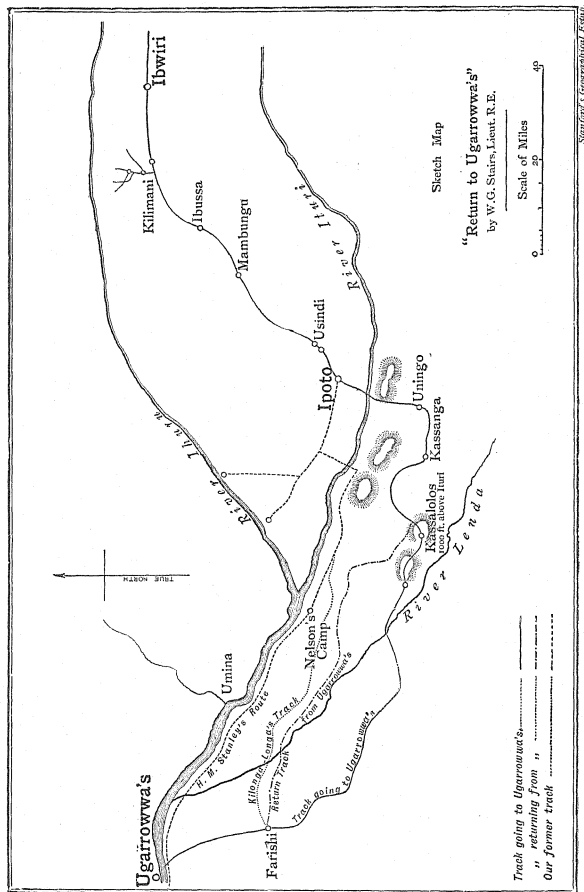 Sketch Map
“Return to Ugarrowwa's”
by W.G. Stairs, Lieut. R.E.
Scale of Miles
0 20 40
Ibwiri
Kilimani
Ibussa
Mambungu
River Ituri
Usindi
Ipoto
Uningo
Kassanga
Kassalolos
1000 ft. above Ituri
River Ihuru
River Lenda
TRUE NORTH
Nelson's
Camp
Umina
H. M. Stanley's Route
Kilonga Longa's Track
Return Track from Ugarrowwa's
Track going to Ugarrowwa's
Ugarrowwa's
Farishi
Track going to Ugarrowwa's
„ returning from „
Our former track
Stanford's Geographical Estab.